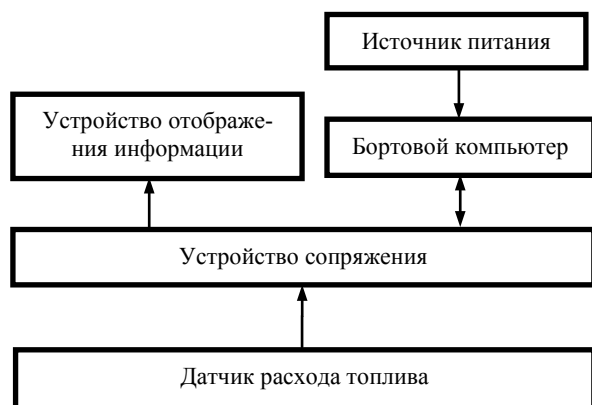 Источник питания
Устройство отображе-
ния информации
Бортовой компьютер
Устройство сопряжения
Датчик расхода топлива